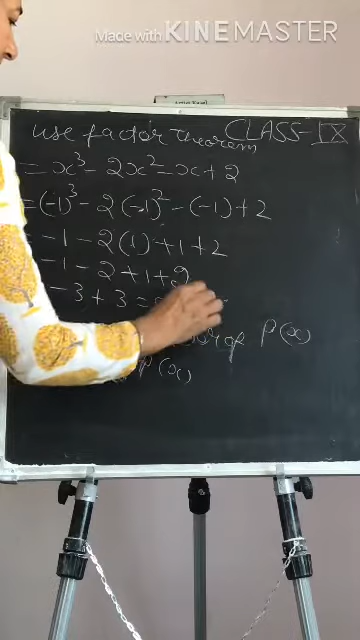 Made with KINEMASTER
CLASS-IX
use factor theorem
= x³ - 2x² - x + 2
= (-1)³ - 2(-1)² - (-1) + 2
- 1 - 2(1) + 1 + 2
- 1 - 2 + 1 + 2
- 3 + 3 =
of P(x)
P(x)